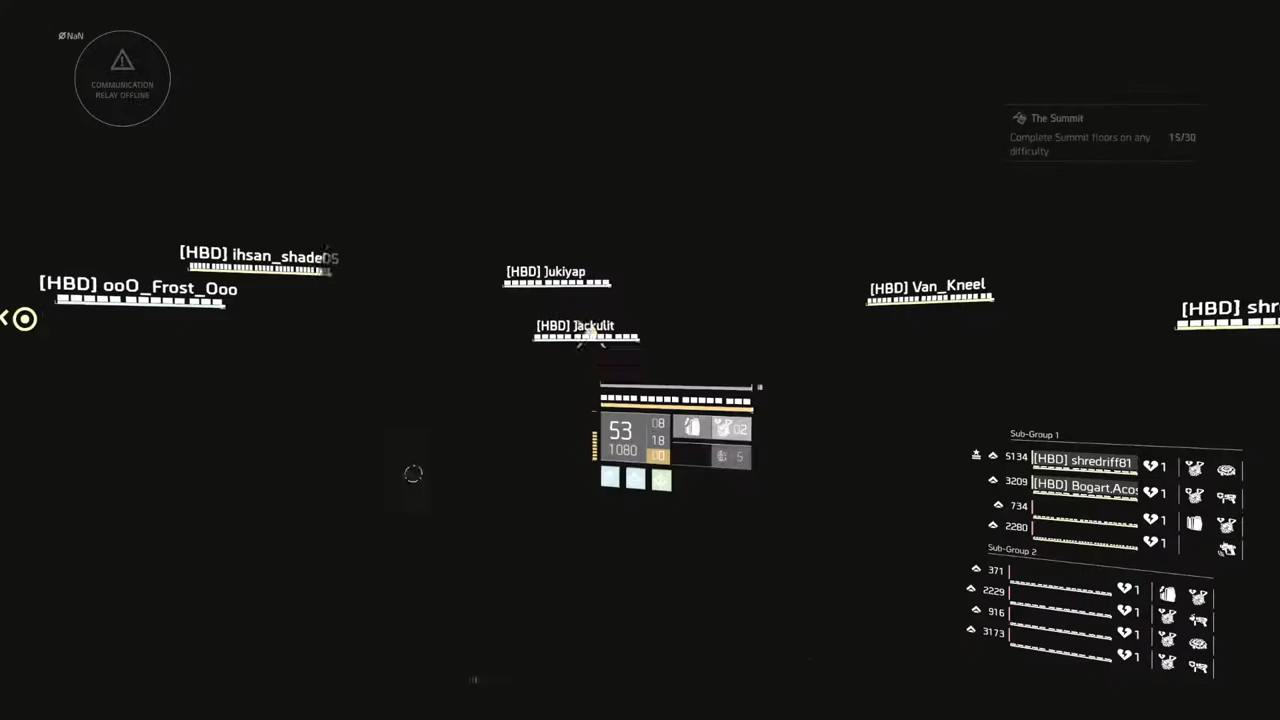 ØNaN
COMMUNICATION
RELAY OFFLINE
The Summit
Complete Summit floors on any 15/30
difficulty
[HBD] ihsan_shade
[HBD] ooO_Frost_Ooo
[HBD] Jukiyap
[HBD] Van_Kneel
[HBD] shr
[HBD] Jackulit
53 08
1080 18
00
02
5
Sub-Group 1
5134 [HBD] shredriff81 1
3209 [HBD] Bogart,Acos 1
734 1
2280 1
Sub-Group 2
371 1
2229 1
916 1
3173 1